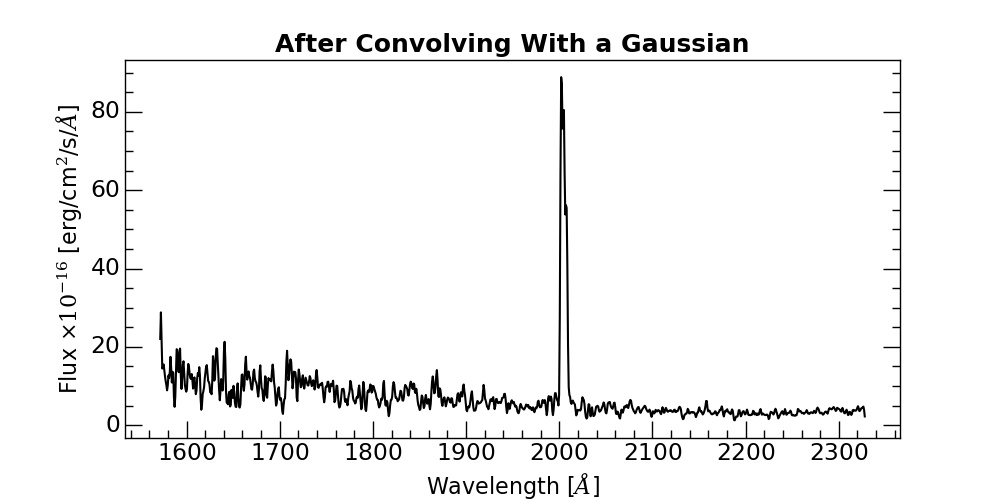 After Convolving With a Gaussian
Flux ×10⁻¹⁶ [erg/cm²/s/Å]
80
60
40
20
0
1600 1700 1800 1900 2000 2100 2200 2300
Wavelength [Å]